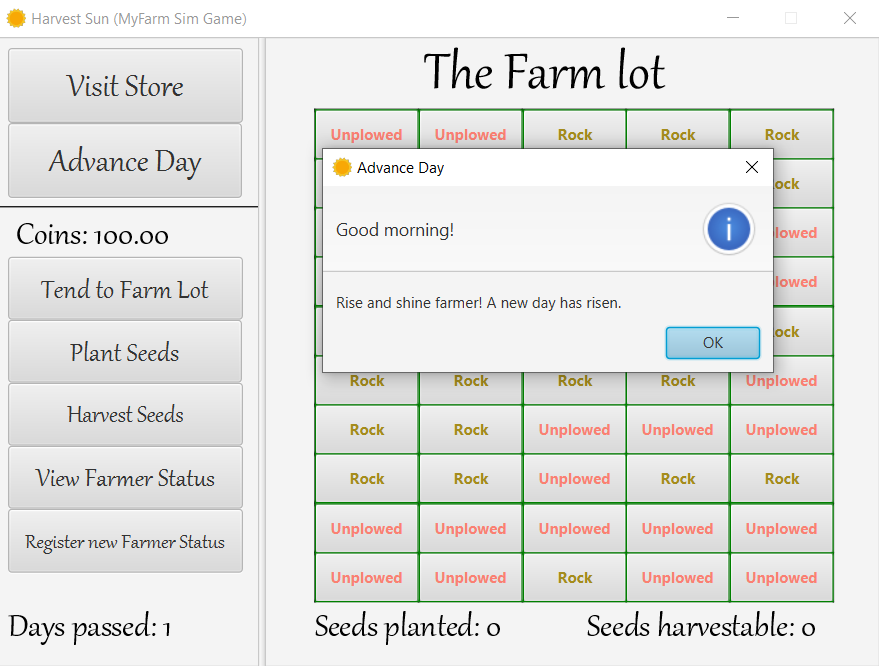 Harvest Sun (MyFarm Sim Game)
Visit Store
Advance Day
Coins: 100.00
Tend to Farm Lot
Plant Seeds
Harvest Seeds
View Farmer Status
Register new Farmer Status
Days passed: 1
The Farm lot
Unplowed Unplowed Rock Rock Rock
Advance Day
Good morning!
Rise and shine farmer! A new day has risen.
OK
Rock Rock Rock Rock Unplowed
Rock Rock Unplowed Unplowed Unplowed
Rock Rock Unplowed Rock Rock
Unplowed Unplowed Unplowed Unplowed Unplowed
Unplowed Unplowed Rock Unplowed Unplowed
Seeds planted: 0 Seeds harvestable: 0